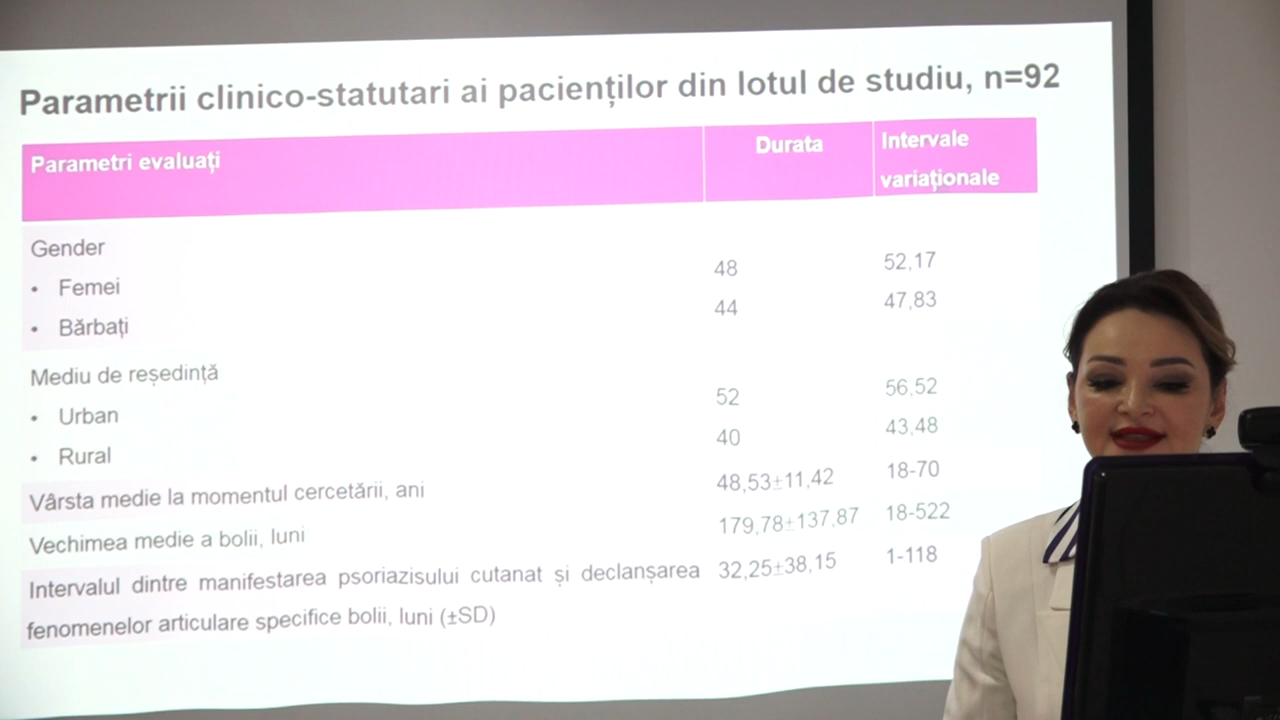 Parametrii clinico-statutari ai pacienților din lotul de studiu, n=92
Parametri evaluați Durata Intervale variaționale
Gender
• Femei 48 52,17
• Bărbați 44 47,83
Mediu de reședință
• Urban 52 56,52
• Rural 40 43,48
Vârsta medie la momentul cercetării, ani 48,53±11,42 18-70
Vechimea medie a bolii, luni 179,78±137,87 18-522
Intervalul dintre manifestarea psoriazisului cutanat și declanșarea 32,25±38,15 1-118
fenomenelor articulare specifice bolii, luni (±SD)